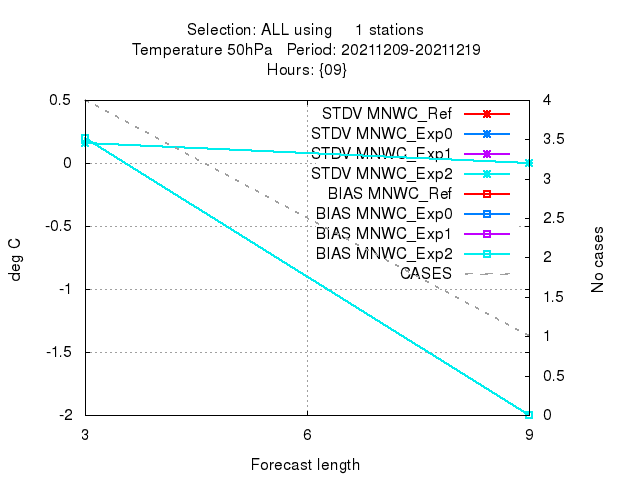 Selection: ALL using 1 stations
Temperature 50hPa Period: 20211209-20211219
Hours: {09}
0.5
0
-0.5
-1
-1.5
-2
deg C
STDV MNWC_Ref
STDV MNWC_Exp0
STDV MNWC_Exp1
STDV MNWC_Exp2
BIAS MNWC_Ref
BIAS MNWC_Exp0
BIAS MNWC_Exp1
BIAS MNWC_Exp2
CASES
4
3.5
3
2.5
2
1.5
1
0.5
0
No cases
3 6 9
Forecast length